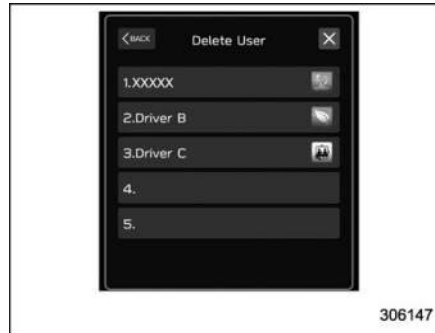 BACK Delete User
1.XXXXX
2.Driver B
3.Driver C
4.
5.
306147